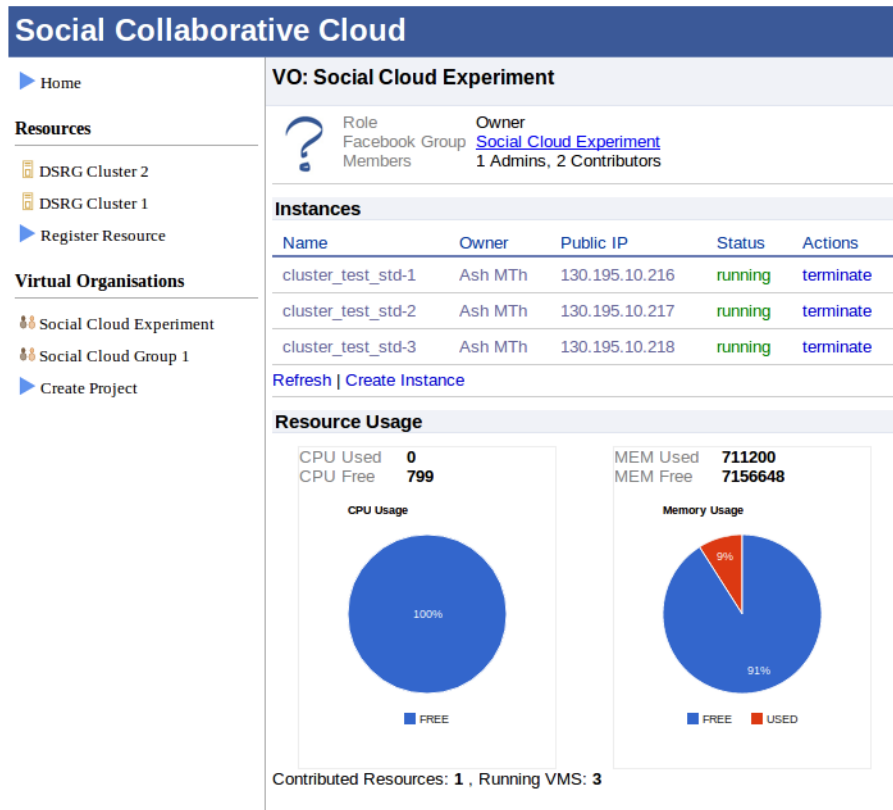 Social Collaborative Cloud
Home
Resources
DSRG Cluster 2
DSRG Cluster 1
Register Resource
Virtual Organisations
Social Cloud Experiment
Social Cloud Group 1
Create Project
VO: Social Cloud Experiment
Role Owner
Facebook Group Social Cloud Experiment
Members 1 Admins, 2 Contributors
Instances
Name Owner Public IP Status Actions
cluster_test_std-1 Ash MTh 130.195.10.216 running terminate
cluster_test_std-2 Ash MTh 130.195.10.217 running terminate
cluster_test_std-3 Ash MTh 130.195.10.218 running terminate
Refresh | Create Instance
Resource Usage
CPU Used 0
CPU Free 799
CPU Usage
100%
FREE
MEM Used 711200
MEM Free 7156648
Memory Usage
9%
91%
FREE USED
Contributed Resources: 1 , Running VMS: 3